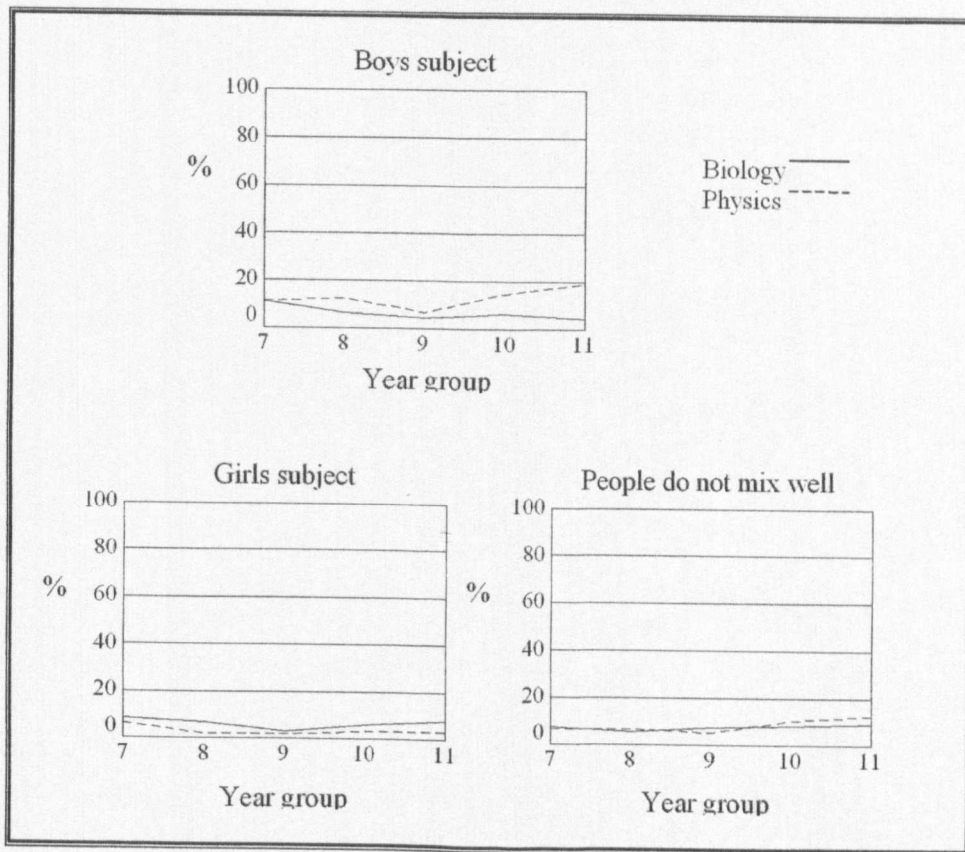 Boys subject
100
80
%
60
40
20
0
7 8 9 10 11
Year group
Biology
Physics
Girls subject
100
80
%
60
40
20
0
7 8 9 10 11
Year group
People do not mix well
100
80
%
60
40
20
0
7 8 9 10 11
Year group